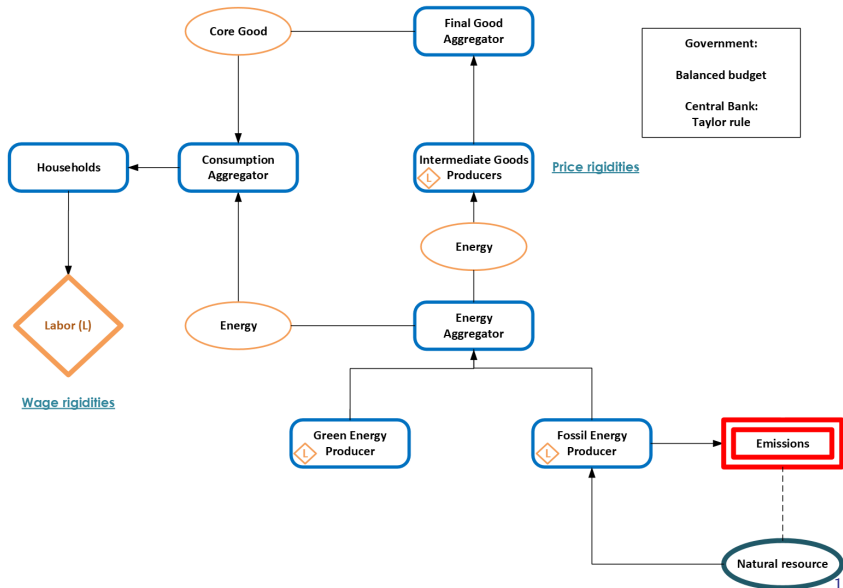 Core Good
Final Good
Aggregator
Government:
Balanced budget
Central Bank:
Taylor rule
Households
Consumption
Aggregator
Intermediate Goods
Producers
L
Price rigidities
Energy
Labor (L)
Energy
Energy
Aggregator
Wage rigidities
Green Energy
Producer
L
Fossil Energy
Producer
L
Emissions
Natural resource
1